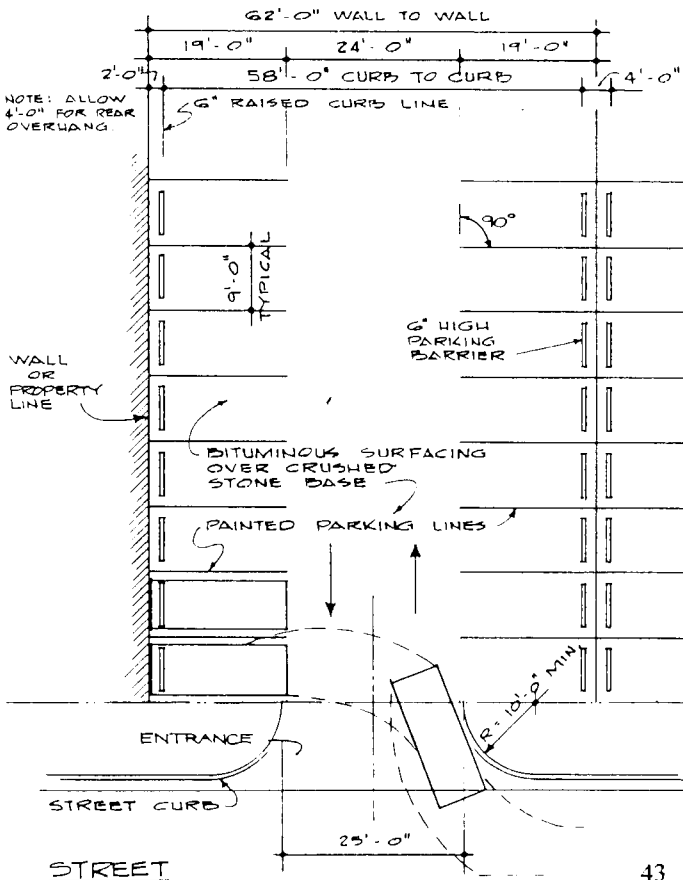 62'-0" WALL TO WALL
19'-0" 24'-0" 19'-0"
2'-0" 58'-0" CURB TO CURB 4'-0"
NOTE: ALLOW
4'-0" FOR REAR
OVERHANG.
6" RAISED CURB LINE
90°
9'-0"
TYPICAL
6" HIGH
PARKING
BARRIER
WALL
OR
PROPERTY
LINE
BITUMINOUS SURFACING
OVER CRUSHED
STONE BASE
PAINTED PARKING LINES
R=10'-0" MIN.
ENTRANCE
STREET CURB
25'-0"
STREET
43